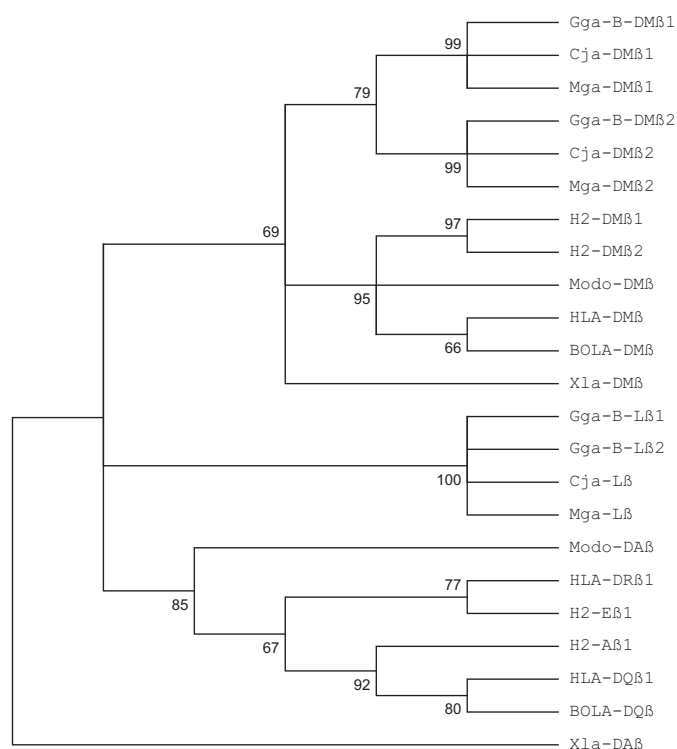 Gga-B-DMß1
99
Cja-DMß1
Mga-DMß1
79
Gga-B-DMß2
Cja-DMß2
99
Mga-DMß2
97
H2-DMß1
69
H2-DMß2
Modo-DMß
95
HLA-DMß
66
BOLA-DMß
Xla-DMß
Gga-B-Lß1
Gga-B-Lß2
100
Cja-Lß
Mga-Lß
Modo-DAß
85
77
HLA-DRß1
H2-Eß1
67
H2-Aß1
92
HLA-DQß1
80
BOLA-DQß
Xla-DAß